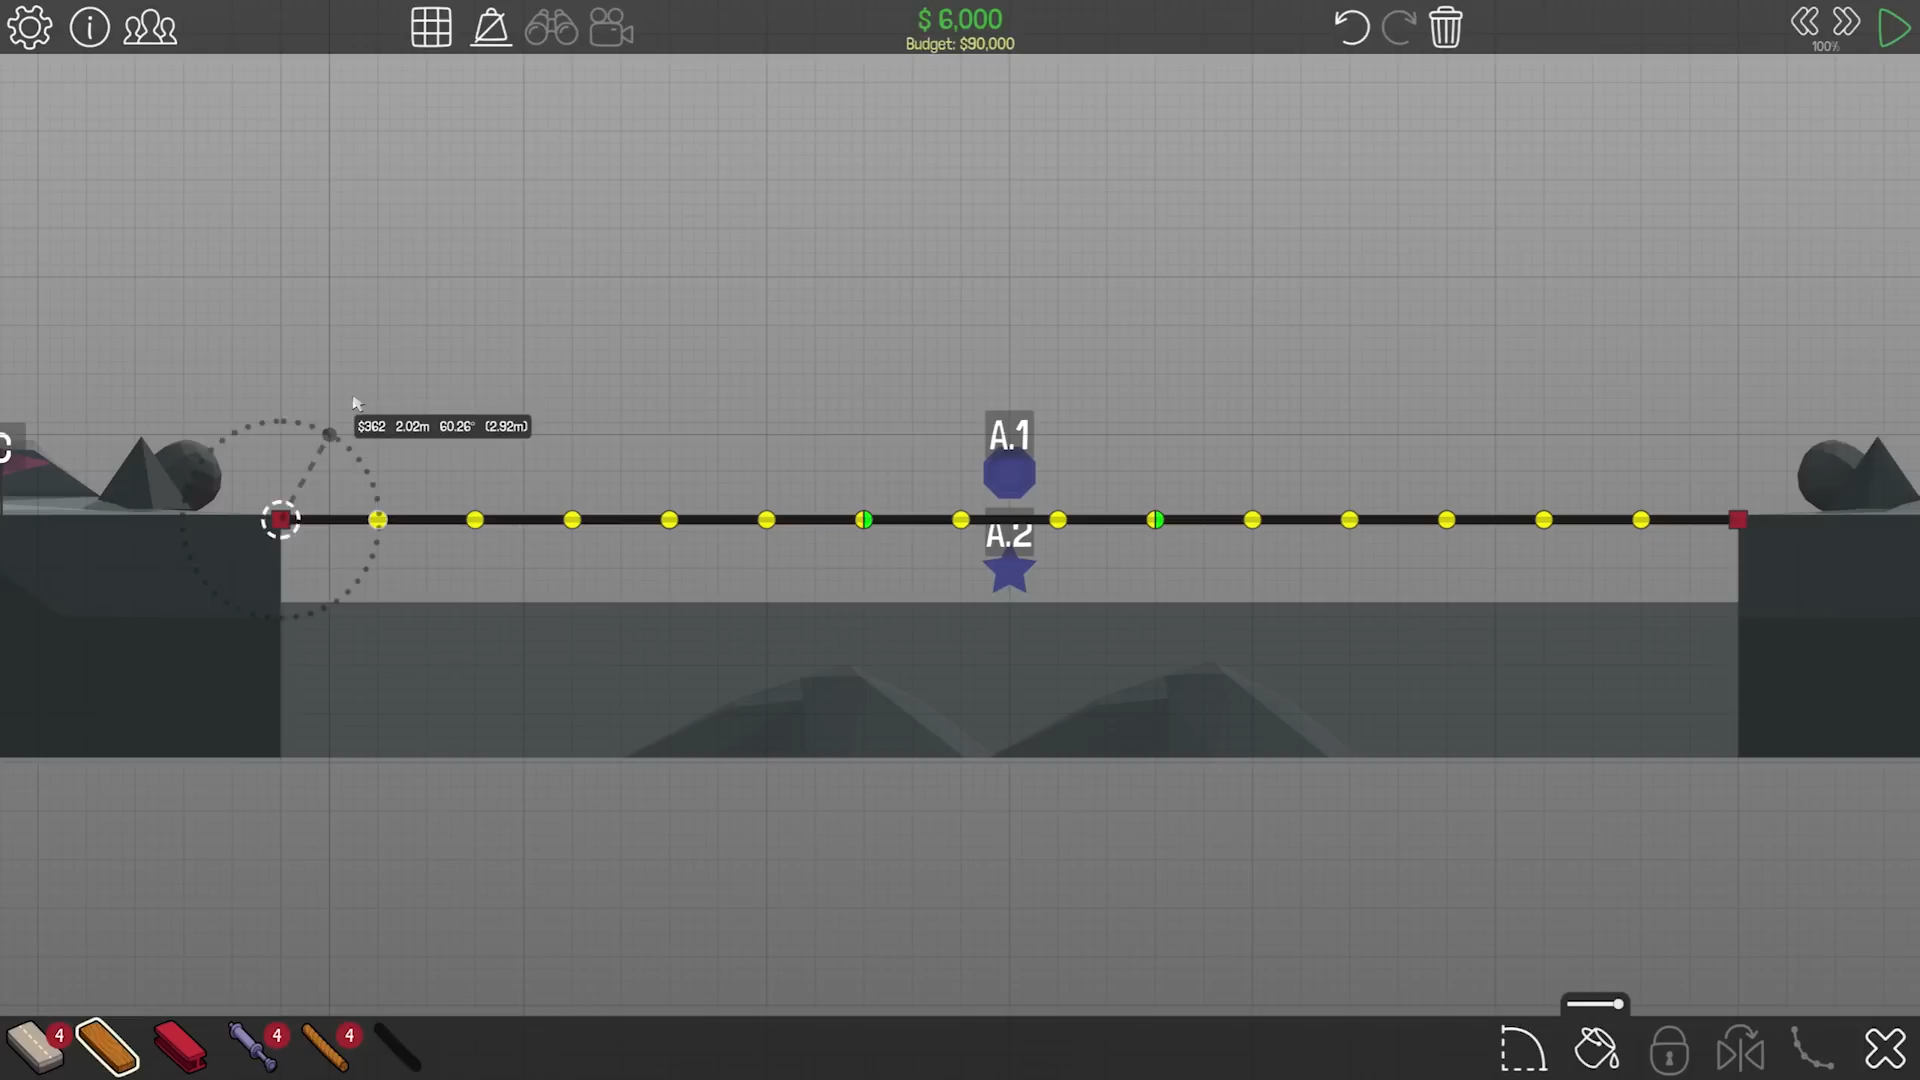 $ 6,000
Budget: $90,000
100%
$362 2.02m 60.26° (2.92m)
A.1
A.2
C
4
4
4